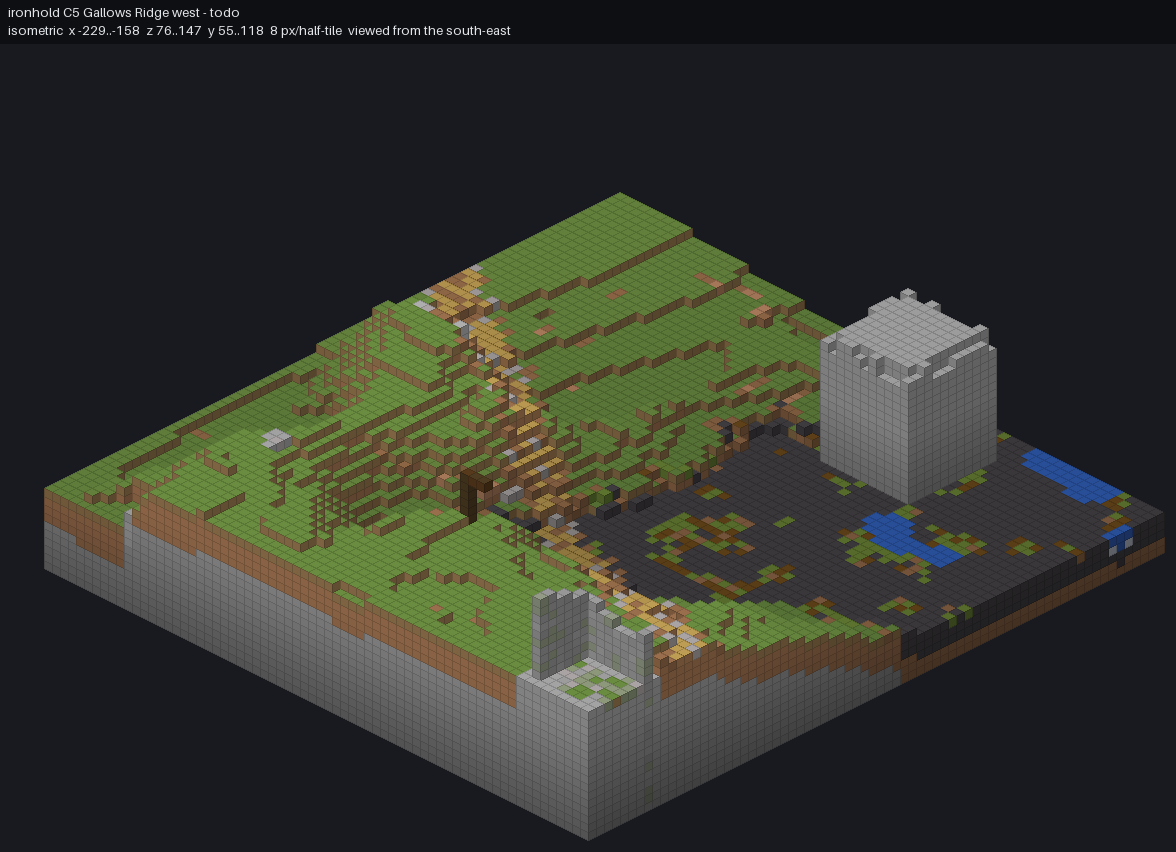 ironhold C5 Gallows Ridge west - todo
isometric x -229..-158 z 76..147 y 55..118 8 px/half-tile viewed from the south-east